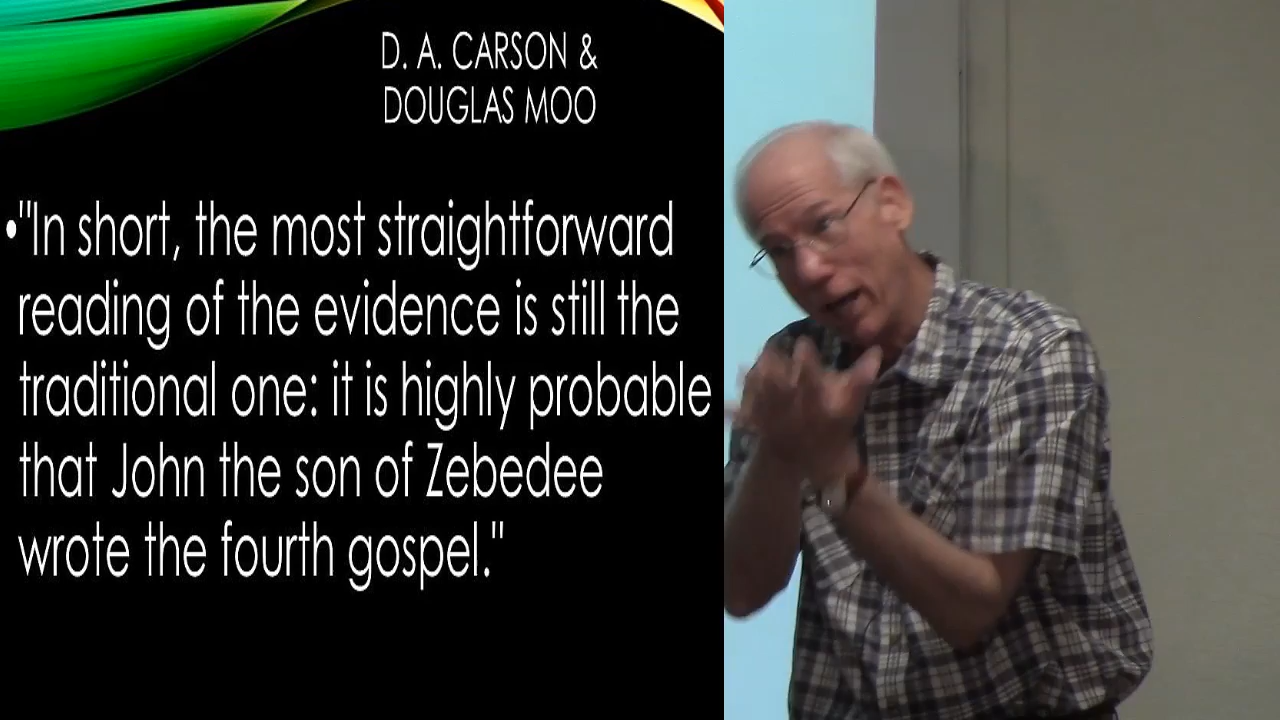 D. A. CARSON &
DOUGLAS MOO
•"In short, the most straightforward
reading of the evidence is still the
traditional one: it is highly probable
that John the son of Zebedee
wrote the fourth gospel."